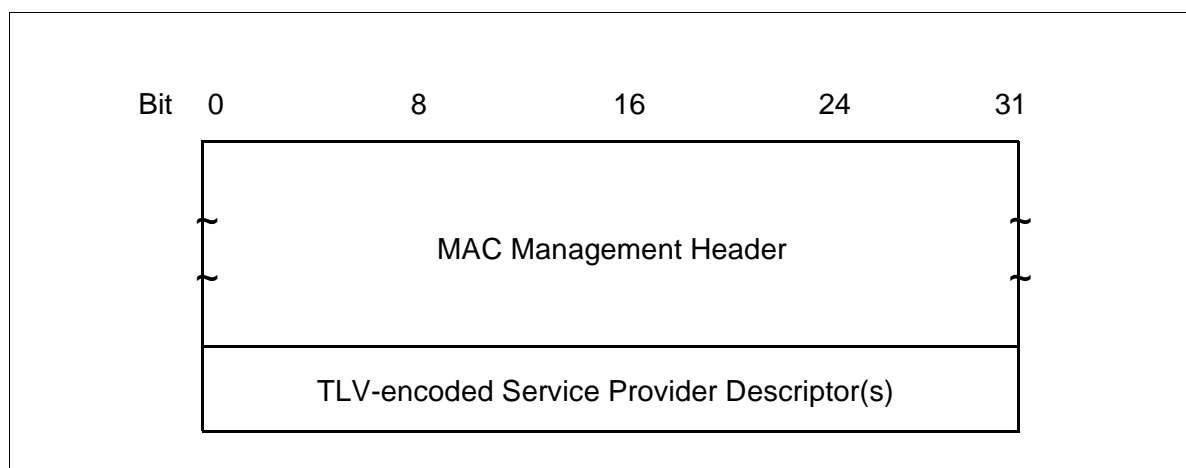 Bit 0 8 16 24 31
MAC Management Header
TLV-encoded Service Provider Descriptor(s)